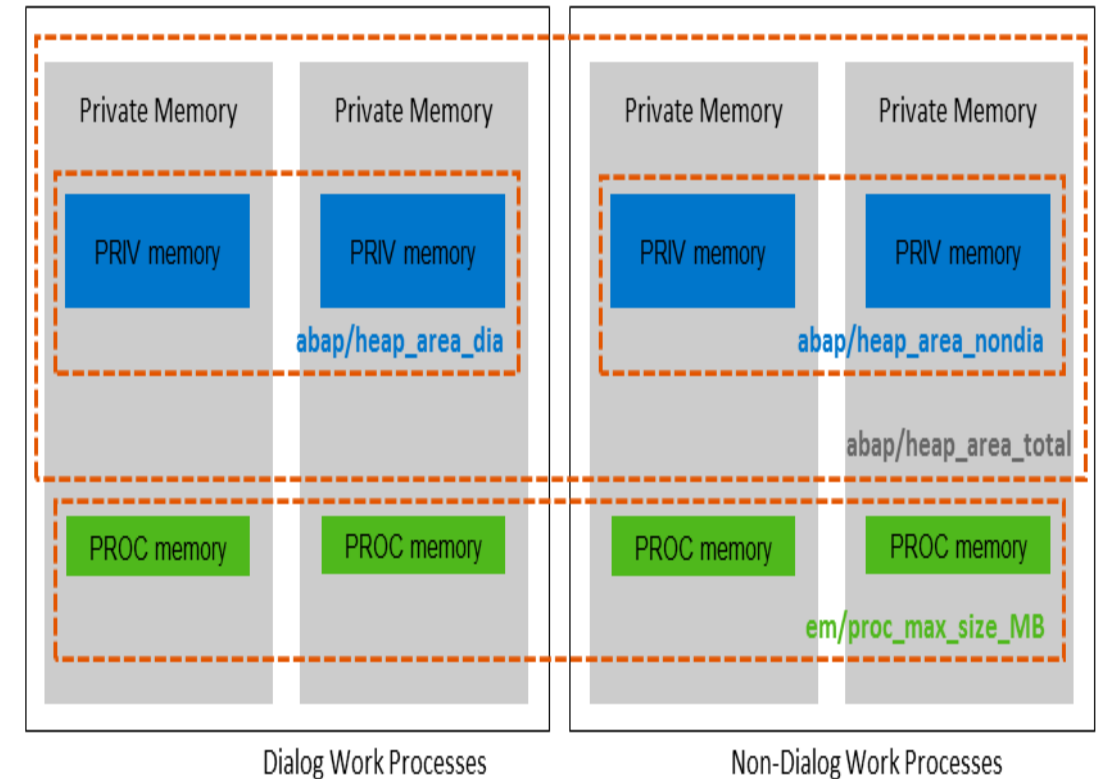 Private Memory
Private Memory
Private Memory
Private Memory
PRIV memory
PRIV memory
PRIV memory
PRIV memory
abap/heap_area_dia
abap/heap_area_nondia
abap/heap_area_total
PROC memory
PROC memory
PROC memory
PROC memory
em/proc_max_size_MB
Dialog Work Processes
Non-Dialog Work Processes